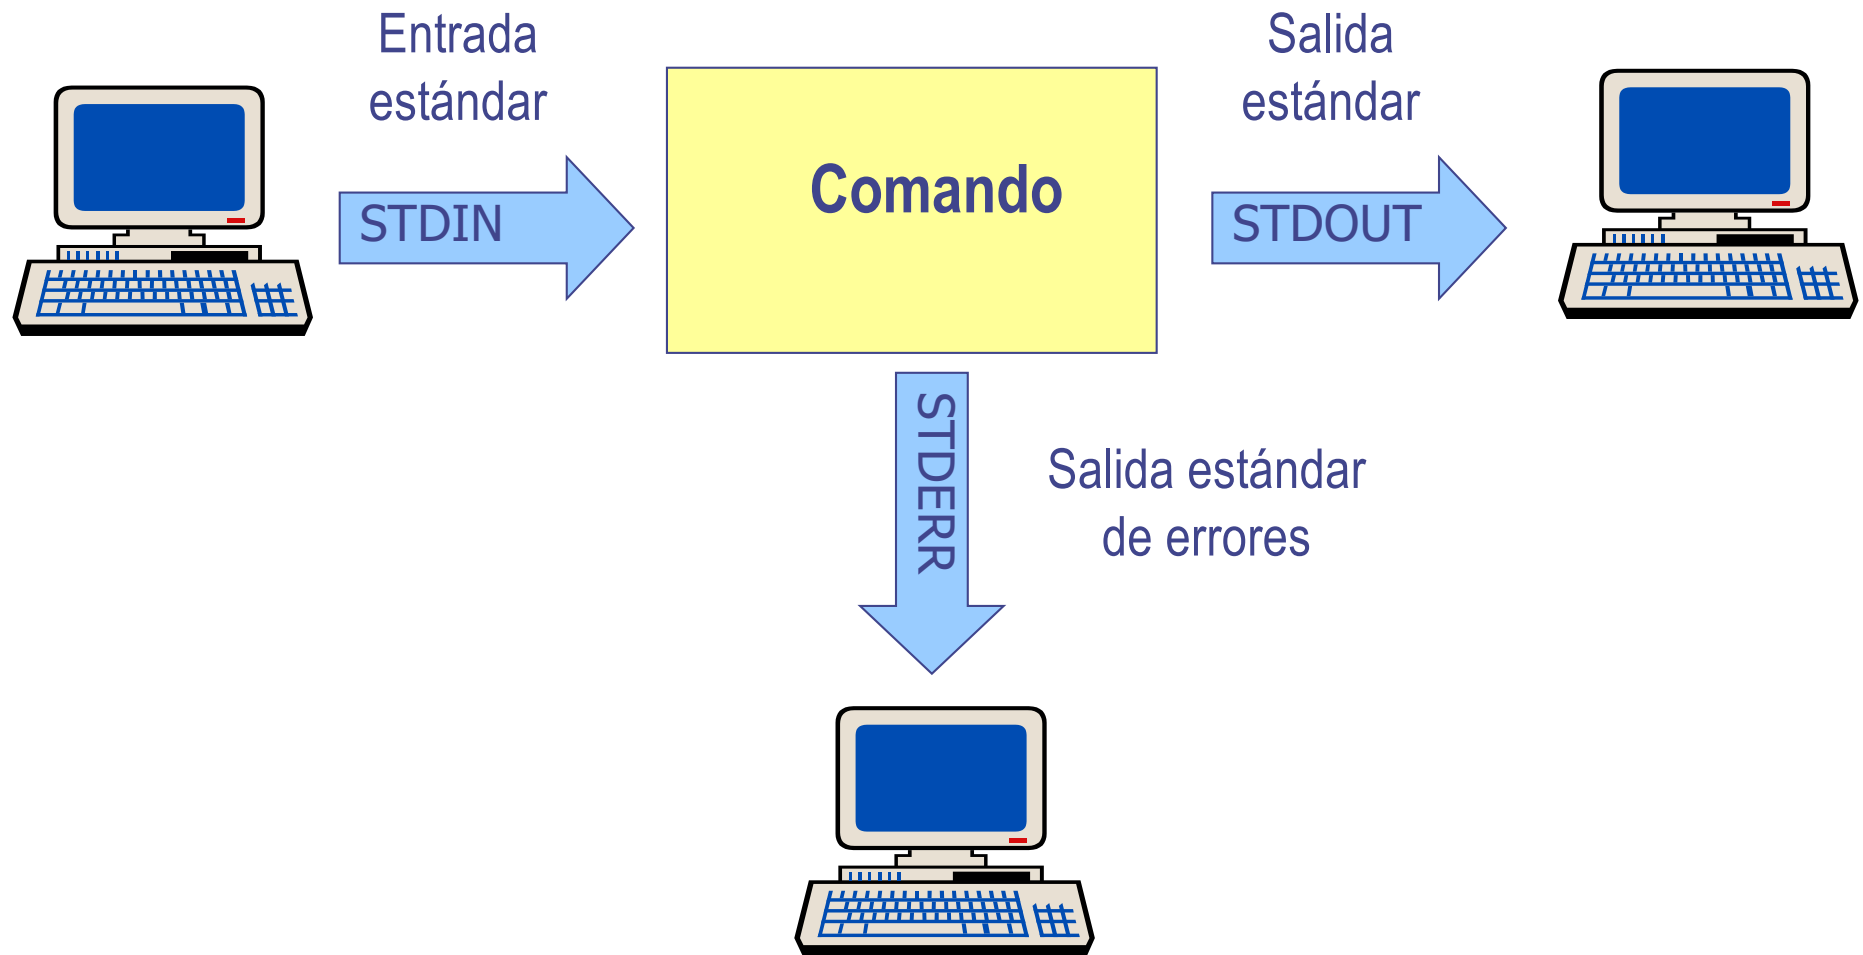 Entrada
estándar
STDIN
Comando
Salida
estándar
STDOUT
STDERR
Salida estándar
de errores